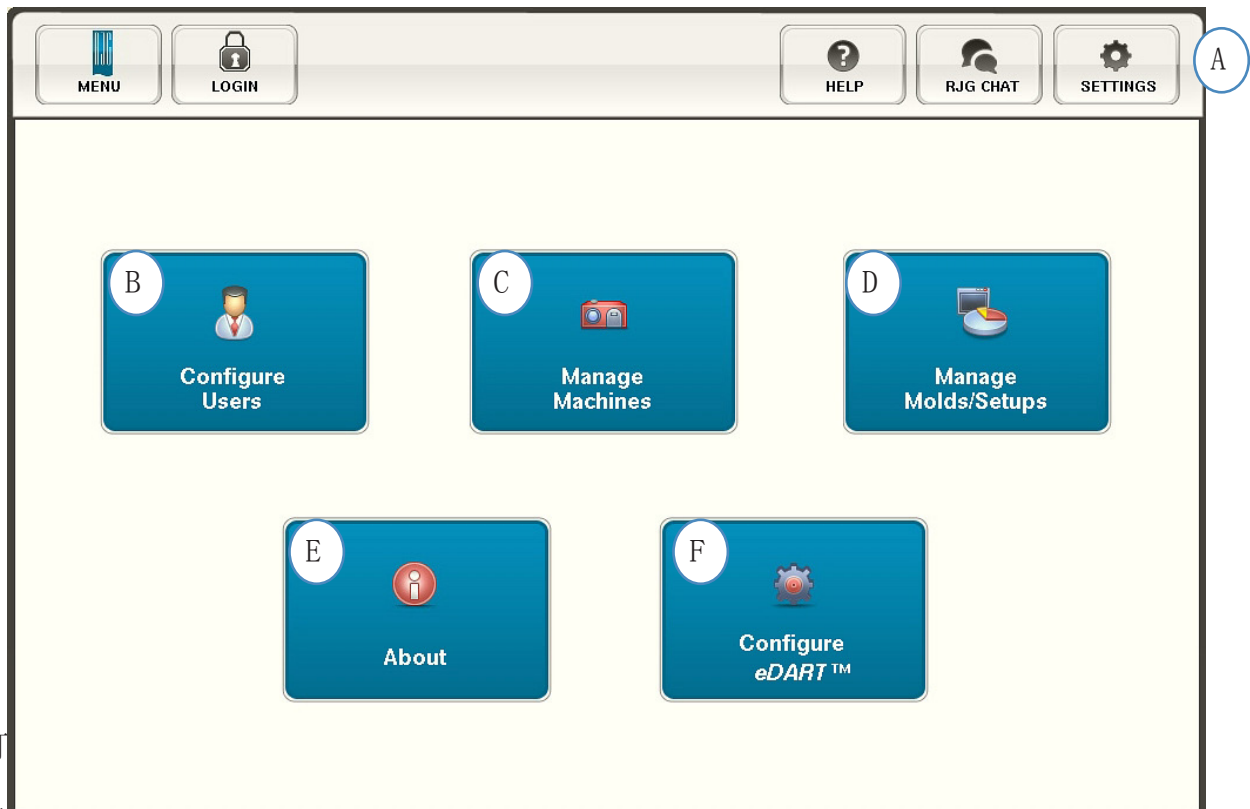 MENU
LOGIN
HELP
RJG CHAT
SETTINGS
A
B
Configure
Users
C
Manage
Machines
D
Manage
Molds/Setups
E
About
F
Configure
eDART™